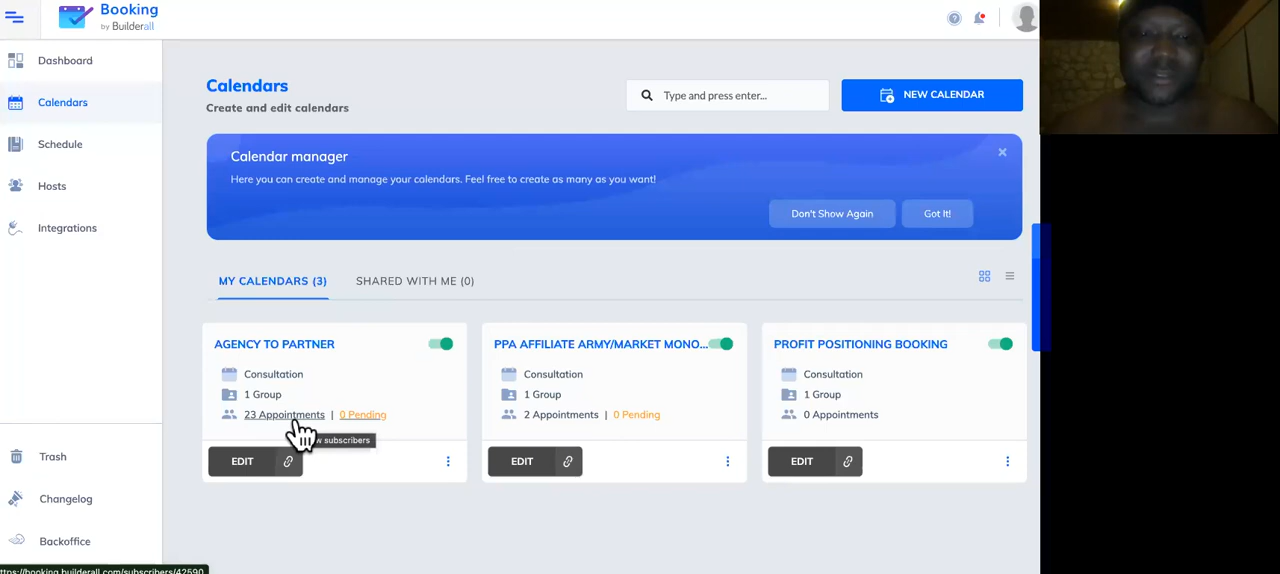 Booking
by Builderall
Dashboard
Calendars
Schedule
Hosts
Integrations
Trash
Changelog
Backoffice
Calendars
Create and edit calendars
Type and press enter...
NEW CALENDAR
Calendar manager
Here you can create and manage your calendars. Feel free to create as many as you want!
Don't Show Again
Got It!
MY CALENDARS (3)
SHARED WITH ME (0)
AGENCY TO PARTNER
Consultation
1 Group
23 Appointments | 0 Pending
subscribers
EDIT
PPA AFFILIATE ARMY/MARKET MONO...
Consultation
1 Group
2 Appointments | 0 Pending
EDIT
PROFIT POSITIONING BOOKING
Consultation
1 Group
0 Appointments
EDIT
ttps://booking.builderall.com/subscribers/42590